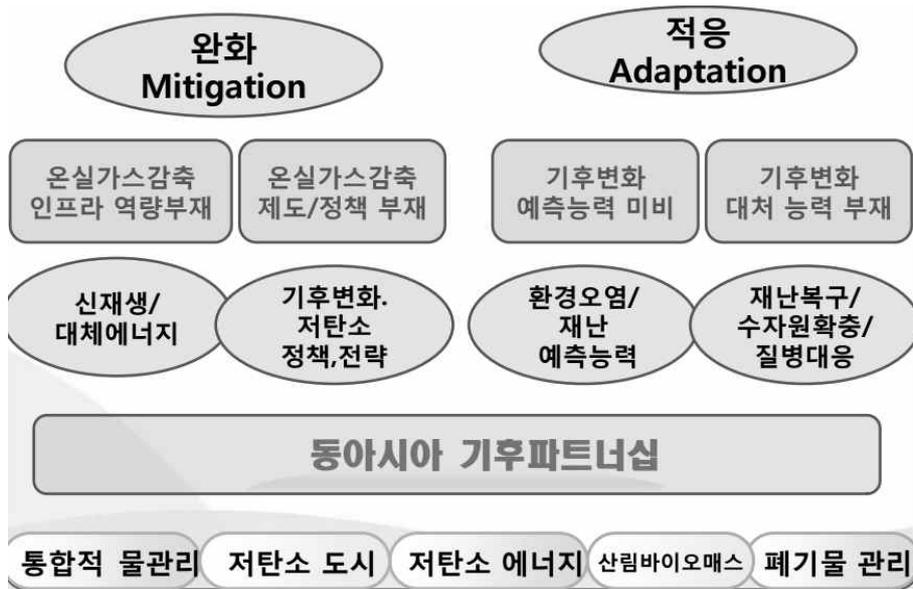 완화
Mitigation
적응
Adaptation
온실가스감축
인프라 역량부재
온실가스감축
제도/정책 부재
기후변화
예측능력 미비
기후변화
대처 능력 부재
신재생/
대체에너지
기후변화.
저탄소
정책,전략
환경오염/
재난
예측능력
재난복구/
수자원확충/
질병대응
동아시아 기후파트너십
통합적 물관리
저탄소 도시
저탄소 에너지
산림바이오매스
폐기물 관리